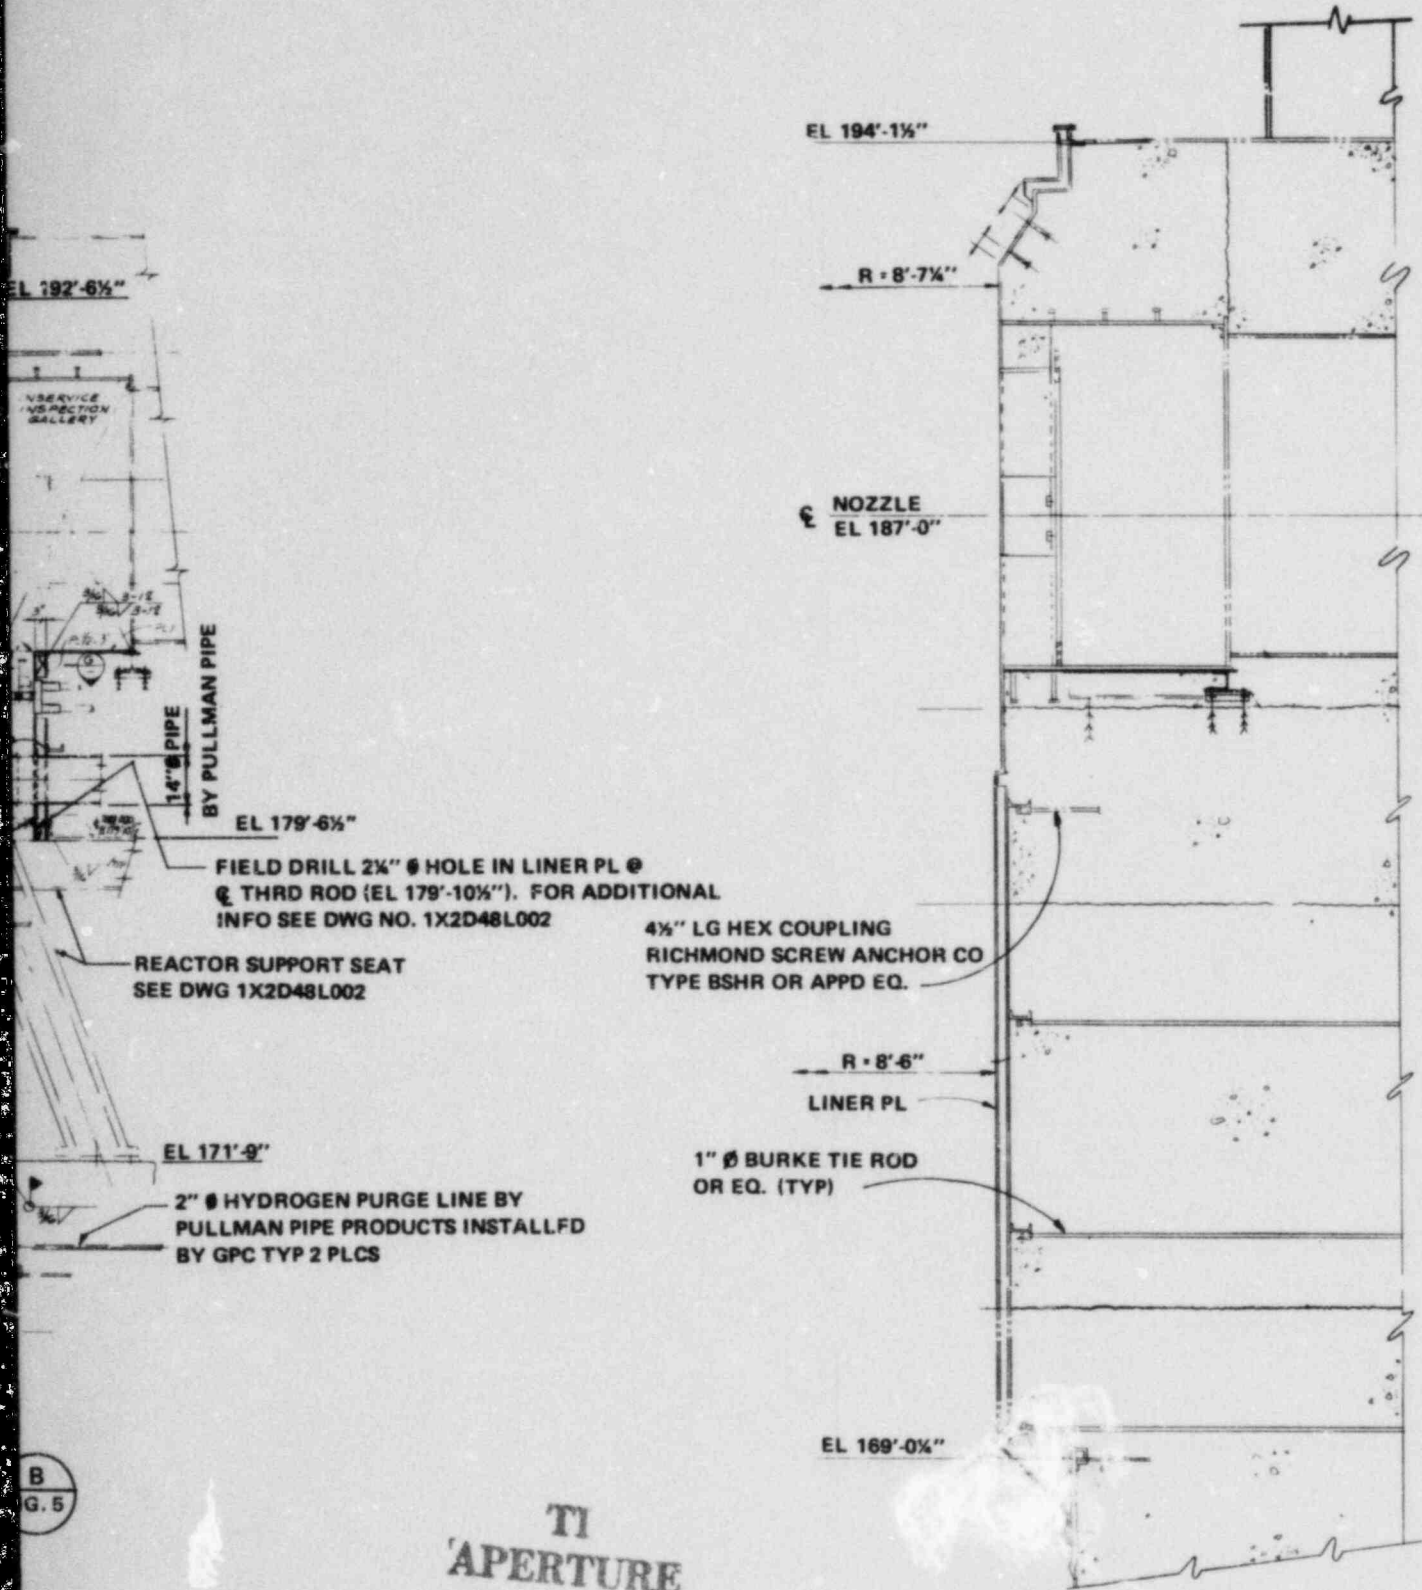 EL 194'-1½"
EL 192'-6½"
R = 8'-7¼"
INSPECTION
GALLERY
℄ NOZZLE
EL 187'-0"
14" Ø PIPE
BY PULLMAN PIPE
EL 179'-6½"
FIELD DRILL 2¼" Ø HOLE IN LINER PL @
℄ THRD ROD (EL 179'-10½"). FOR ADDITIONAL
INFO SEE DWG NO. 1X2D48L002
REACTOR SUPPORT SEAT
SEE DWG 1X2D48L002
4½" LG HEX COUPLING
RICHMOND SCREW ANCHOR CO
TYPE BSHR OR APPD EQ.
R = 8'-6"
LINER PL
EL 171'-9"
1" Ø BURKE TIE ROD
OR EQ. (TYP)
2" Ø HYDROGEN PURGE LINE BY
PULLMAN PIPE PRODUCTS INSTALLED
BY GPC TYP 2 PLCS
EL 169'-0¼"
B
G.5
TI
APERTURE